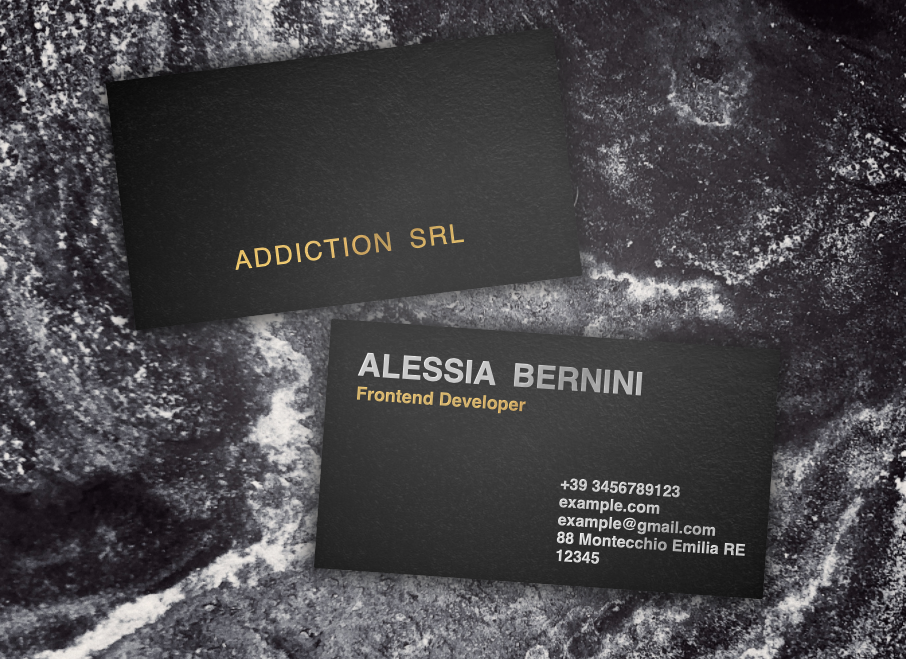 ADDICTION SRL
ALESSIA BERNINI
Frontend Developer
+39 3456789123
example.com
example@gmail.com
88 Montecchio Emilia RE
12345